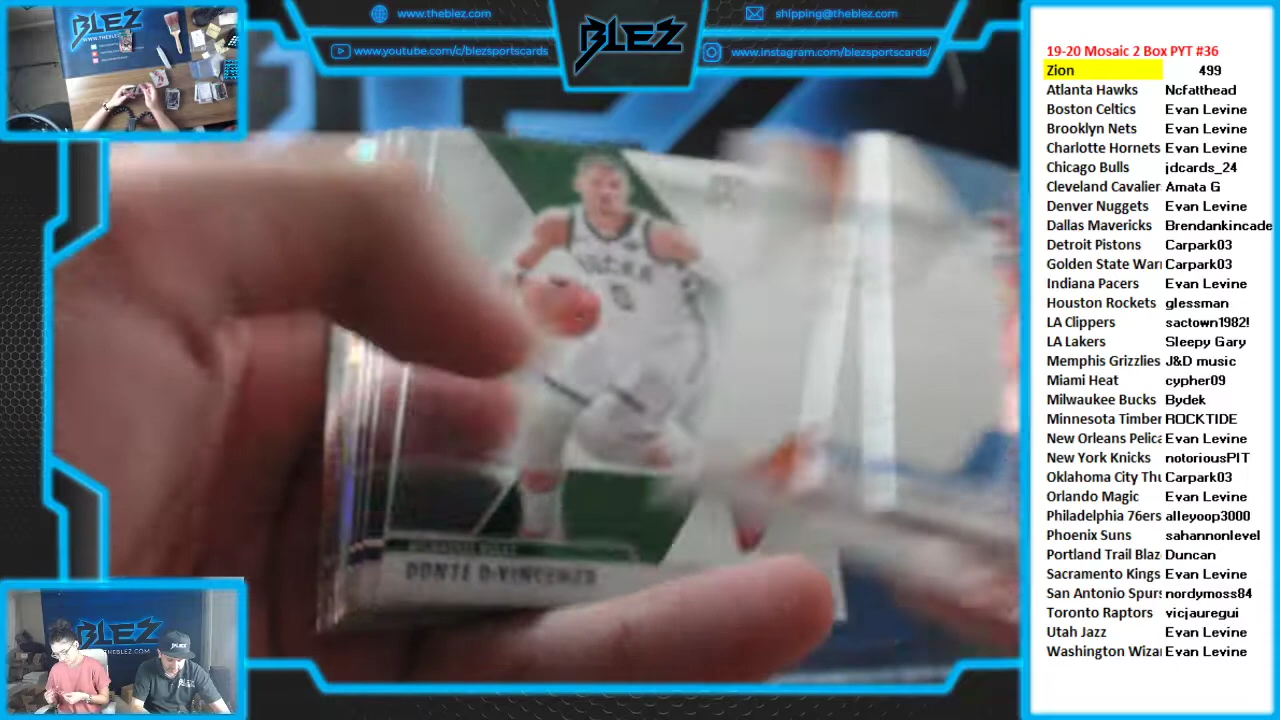 www.theblez.com
shipping@theblez.com
BLEZ
www.youtube.com/c/blezsportscards
www.instagram.com/blezsportscards/
19-20 Mosaic 2 Box PYT #36
Zion 499
Atlanta Hawks Ncfatthead
Boston Celtics Evan Levine
Brooklyn Nets Evan Levine
Charlotte Hornets Evan Levine
Chicago Bulls jdcards_24
Cleveland Cavalier Amata G
Denver Nuggets Evan Levine
Dallas Mavericks Brendankincade
Detroit Pistons Carpark03
Golden State Warr Carpark03
Indiana Pacers Evan Levine
Houston Rockets glessman
LA Clippers sactown1982!
LA Lakers Sleepy Gary
Memphis Grizzlies J&D music
Miami Heat cypher09
Milwaukee Bucks Bydek
Minnesota Timber ROCKTIDE
New Orleans Pelica Evan Levine
New York Knicks notoriousPIT
Oklahoma City Thu Carpark03
Orlando Magic Evan Levine
Philadelphia 76ers alleyoop3000
Phoenix Suns sahannonlevel
Portland Trail Blaz Duncan
Sacramento Kings Evan Levine
San Antonio Spurs nordymoss84
Toronto Raptors vicjauregui
Utah Jazz Evan Levine
Washington Wizar Evan Levine
BLEZ
DONTE DiVINCENZO
BLEZ
THEBLEZ.COM